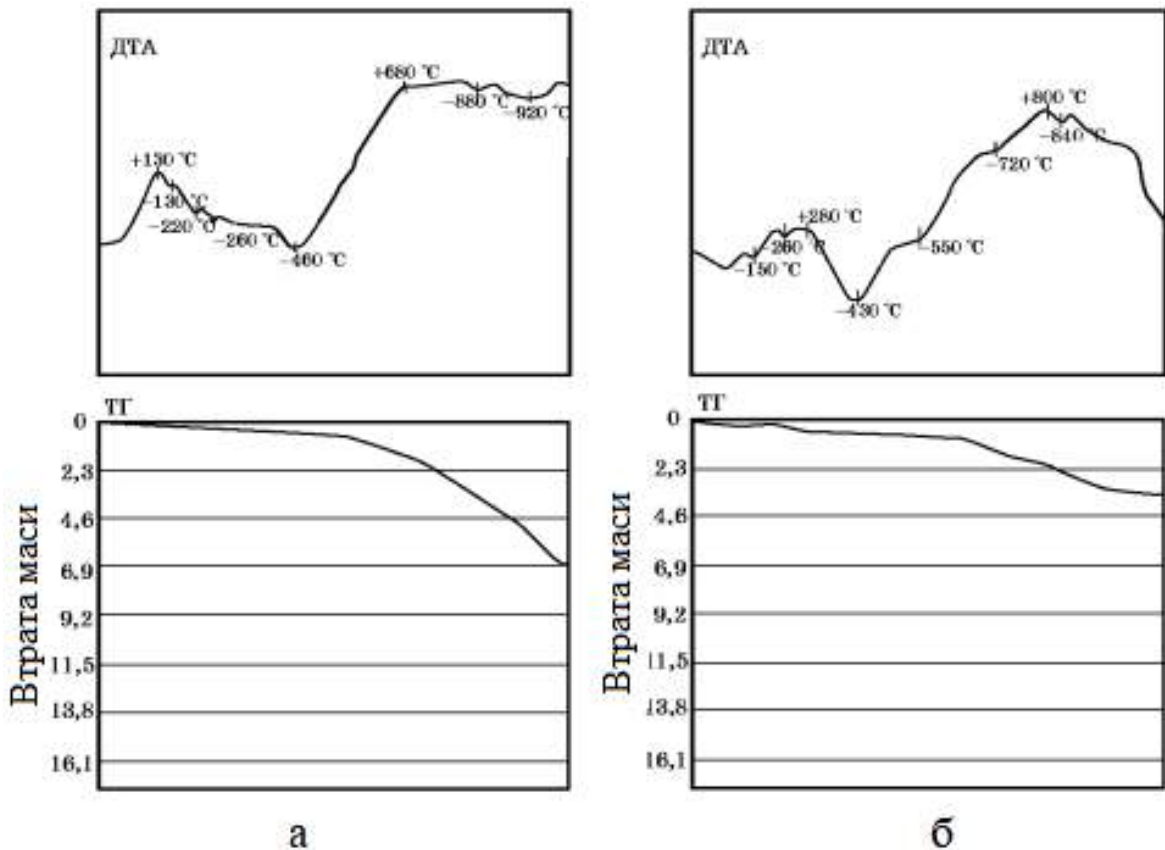 ДТА
+680 °C
−880 °C
−920 °C
+130 °C
−130 °C
−220 °C
−260 °C
−460 °C
ДТА
+800 °C
−840 °C
−720 °C
+280 °C
−260 °C
−150 °C
−550 °C
−430 °C
ТГ
0
2,3
4,6
6,9
9,2
11,5
13,8
16,1
Втрата маси
ТГ
0
2,3
4,6
6,9
9,2
11,5
13,8
16,1
Втрата маси
а
б